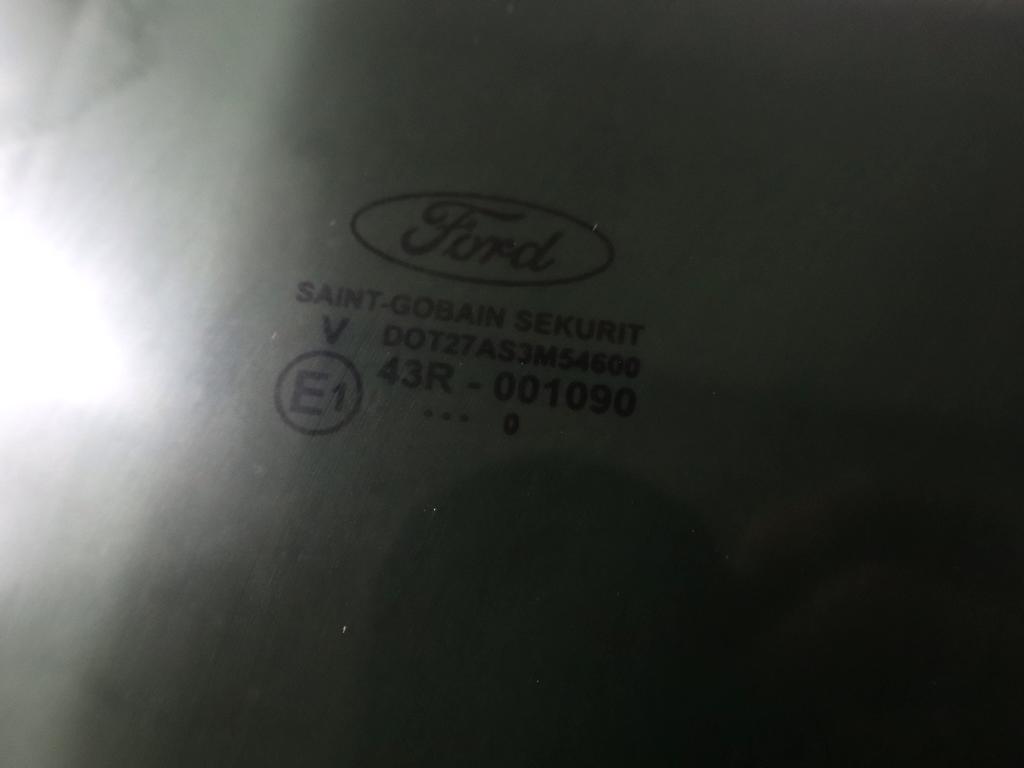 Ford
SAINT-GOBAIN SEKURIT
V DOT27AS3M54600
E1 43R - 001090
... 0